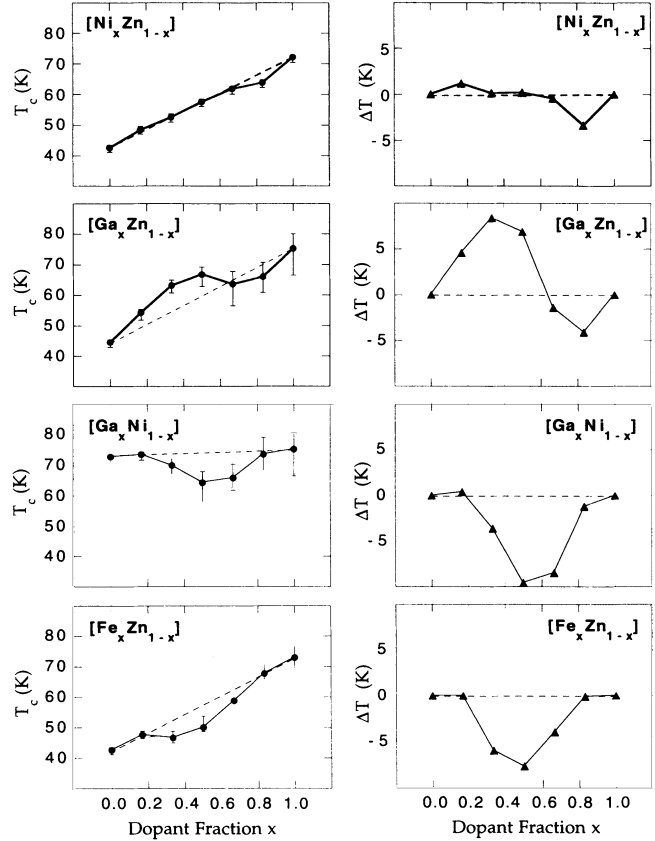 [NixZn1-x]
Tc (K)
80
70
60
50
40
[NixZn1-x]
ΔT (K)
5
0
-5
[GaxZn1-x]
Tc (K)
80
70
60
50
40
[GaxZn1-x]
ΔT (K)
5
0
-5
[GaxNi1-x]
Tc (K)
80
70
60
50
40
[GaxNi1-x]
ΔT (K)
5
0
-5
[FexZn1-x]
Tc (K)
80
70
60
50
40
0.0 0.2 0.4 0.6 0.8 1.0
Dopant Fraction x
[FexZn1-x]
ΔT (K)
5
0
-5
0.0 0.2 0.4 0.6 0.8 1.0
Dopant Fraction x